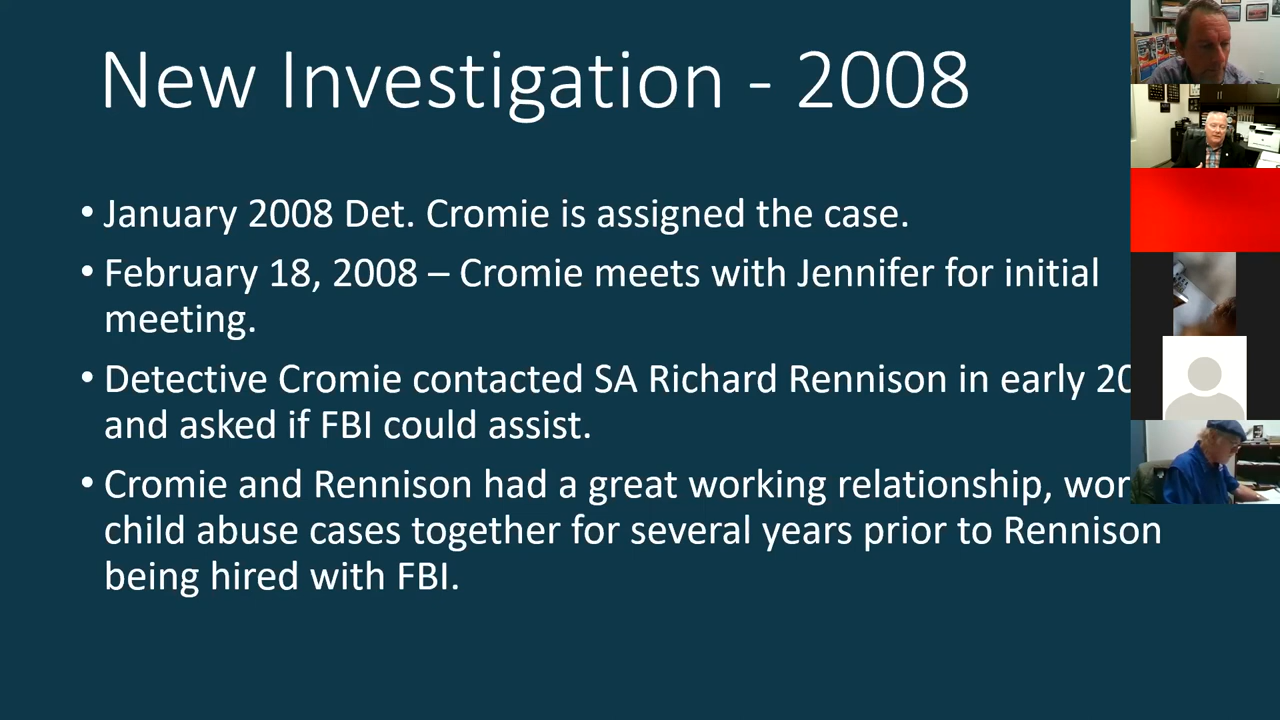 New Investigation - 2008
• January 2008 Det. Cromie is assigned the case.
• February 18, 2008 – Cromie meets with Jennifer for initial
meeting.
• Detective Cromie contacted SA Richard Rennison in early
and asked if FBI could assist.
• Cromie and Rennison had a great working relationship,
child abuse cases together for several years prior to Rennison
being hired with FBI.